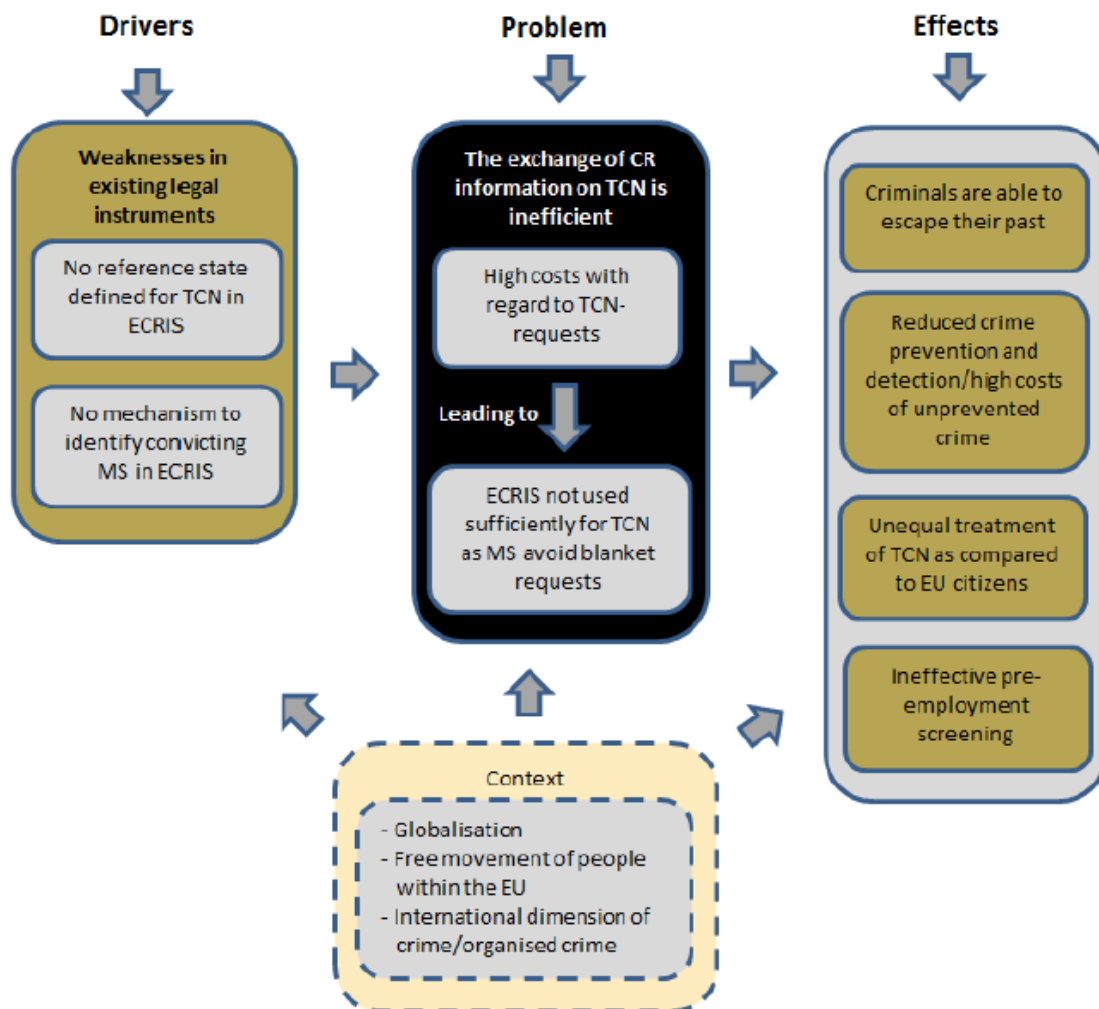 Drivers
Weaknesses in
existing legal
instruments
No reference state
defined for TCN in
ECRIS
No mechanism to
identify convicting
MS in ECRIS
Problem
The exchange of CR
information on TCN is
inefficient
High costs with
regard to TCN-
requests
Leading to
ECRIS not used
sufficiently for TCN
as MS avoid blanket
requests
Effects
Criminals are able to
escape their past
Reduced crime
prevention and
detection/high costs
of unprevented
crime
Unequal treatment
of TCN as compared
to EU citizens
Ineffective pre-
employment
screening
Context
- Globalisation
- Free movement of people
within the EU
- International dimension of
crime/organised crime